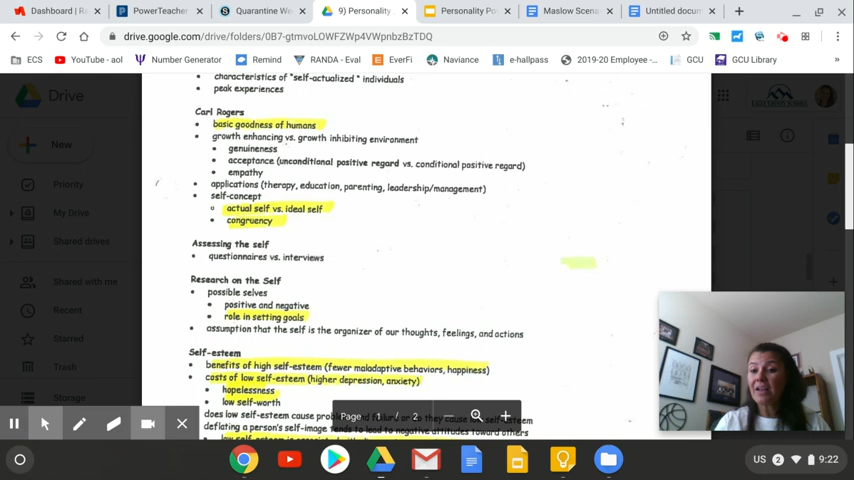 Dashboard | R
PowerTeacher
Quarantine We
9) Personality
Personality Po
Maslow Scena
Untitled docum
drive.google.com/drive/folders/0B7-gtmvoLOWFZWp4VWpnbzBzTDQ
ECS
YouTube - aol
Number Generator
Remind
RANDA - Eval
EverFi
Naviance
e-hallpass
2019-20 Employee -...
GCU
GCU Library
Drive
New
Priority
My Drive
Shared drives
Shared with me
Recent
Starred
Trash
Storage
characteristics of "self-actualized " individuals
peak experiences
Carl Rogers
basic goodness of humans
growth enhancing vs. growth inhibiting environment
genuineness
acceptance (unconditional positive regard vs. conditional positive regard)
empathy
applications (therapy, education, parenting, leadership/management)
self-concept
actual self vs. ideal self
congruency
Assessing the self
questionnaires vs. interviews
Research on the Self
possible selves
positive and negative
role in setting goals
assumption that the self is the organizer of our thoughts, feelings, and actions
Self-esteem
benefits of high self-esteem (fewer maladaptive behaviors, happiness)
costs of low self-esteem (higher depression, anxiety)
hopelessness
low self-worth
does low self-esteem cause
deflating a person's self-image tends to lead to negative attitudes toward others
Page 1 / 2
US 2 9:22